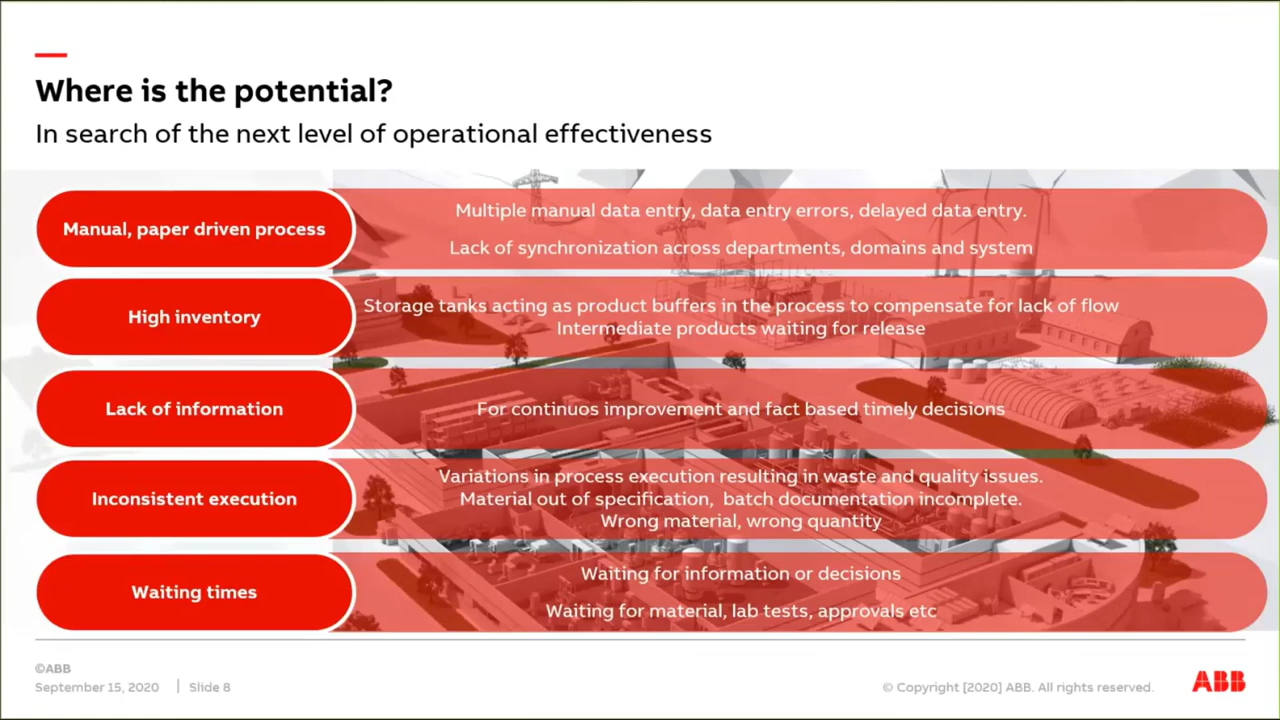 Where is the potential?
In search of the next level of operational effectiveness
Manual, paper driven process
Multiple manual data entry, data entry errors, delayed data entry.
Lack of synchronization across departments, domains and system
High inventory
Storage tanks acting as product buffers in the process to compensate for lack of flow
Intermediate products waiting for release
Lack of information
For continuos improvement and fact based timely decisions
Inconsistent execution
Variations in process execution resulting in waste and quality issues.
Material out of specification, batch documentation incomplete.
Wrong material, wrong quantity
Waiting times
Waiting for information or decisions
Waiting for material, lab tests, approvals etc
©ABB
September 15, 2020 | Slide 8
© Copyright [2020] ABB. All rights reserved.
ABB